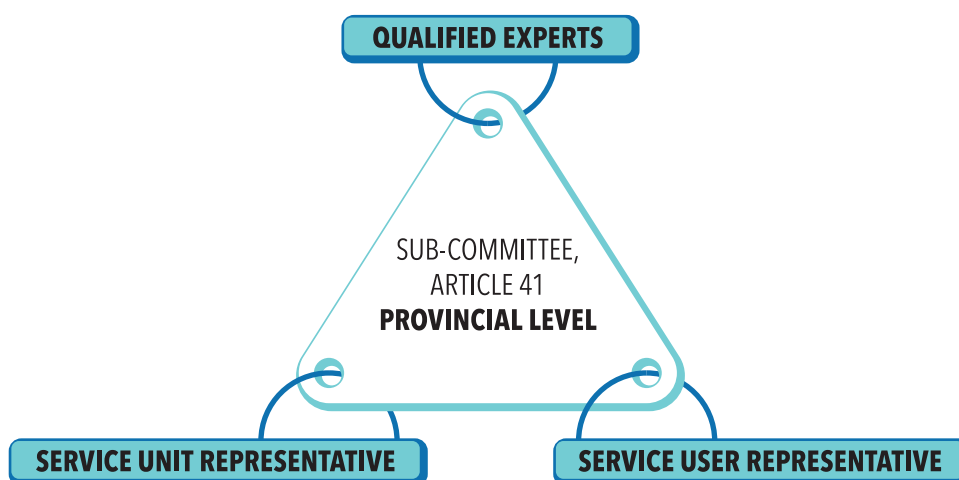 QUALIFIED EXPERTS
SUB-COMMITTEE,
ARTICLE 41
PROVINCIAL LEVEL
SERVICE UNIT REPRESENTATIVE
SERVICE USER REPRESENTATIVE